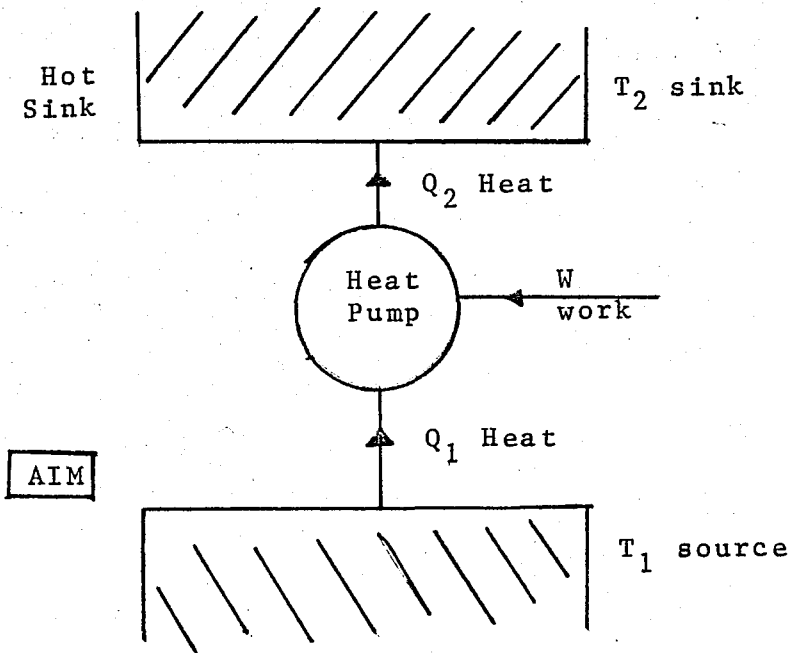 Hot
Sink
T₂ sink
Q₂ Heat
Heat
Pump
W
work
Q₁ Heat
AIM
T₁ source